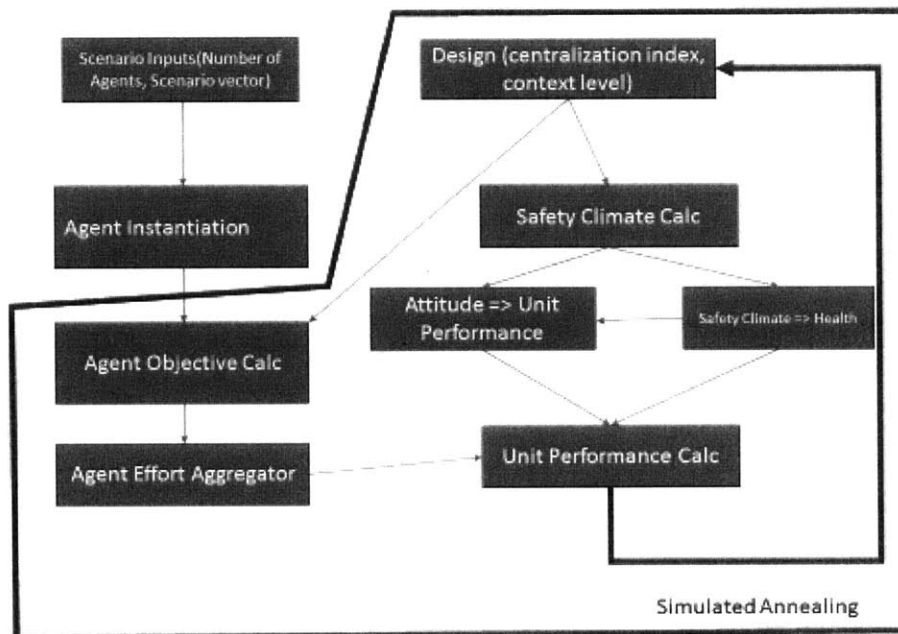 Scenario Inputs(Number of
Agents, Scenario vector)
Design (centralization index,
context level)
Agent Instantiation
Safety Climate Calc
Attitude => Unit
Performance
Safety Climate => Health
Agent Objective Calc
Agent Effort Aggregator
Unit Performance Calc
Simulated Annealing